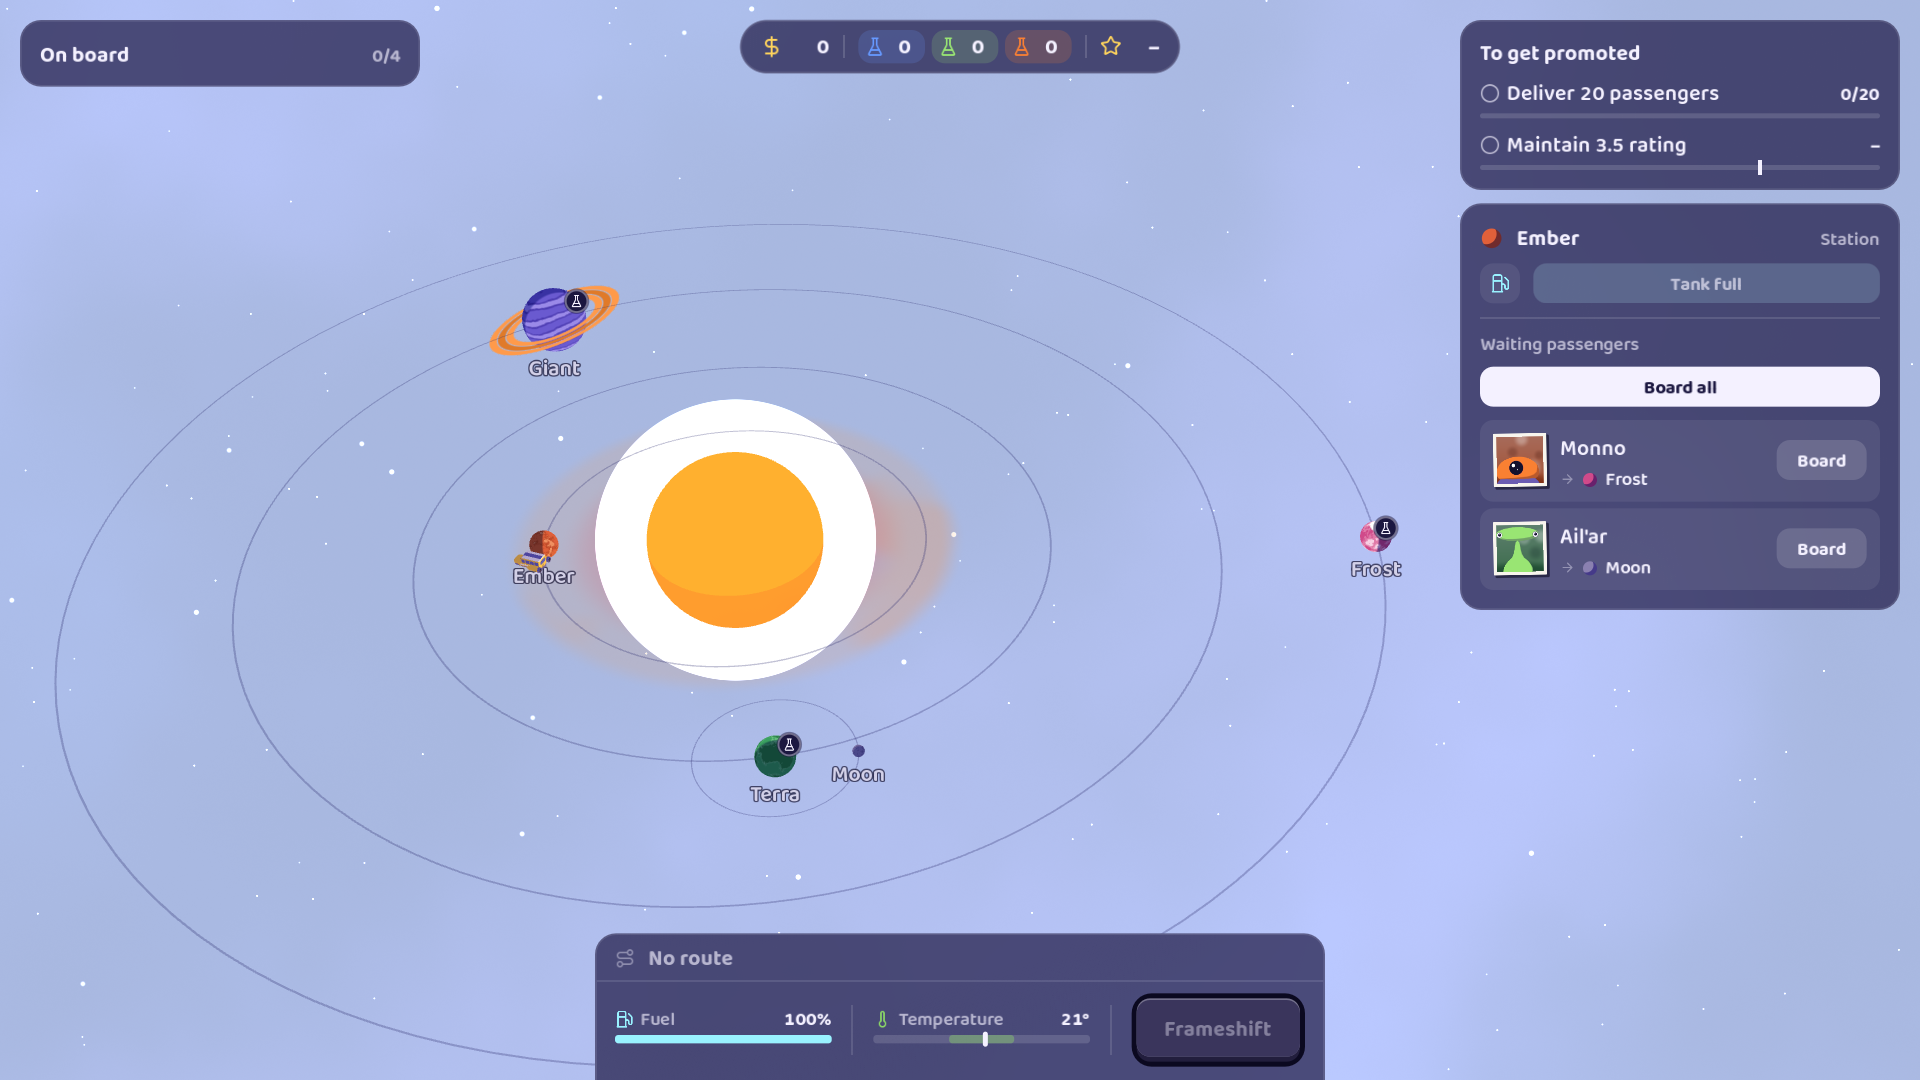 On board 0/4
0 0 0 0 –
To get promoted
Deliver 20 passengers 0/20
Maintain 3.5 rating –
Ember Station
Tank full
Waiting passengers
Board all
Monno
→ Frost
Board
Ail'ar
→ Moon
Board
Giant
Ember
Frost
Terra
Moon
No route
Fuel 100%
Temperature 21°
Frameshift